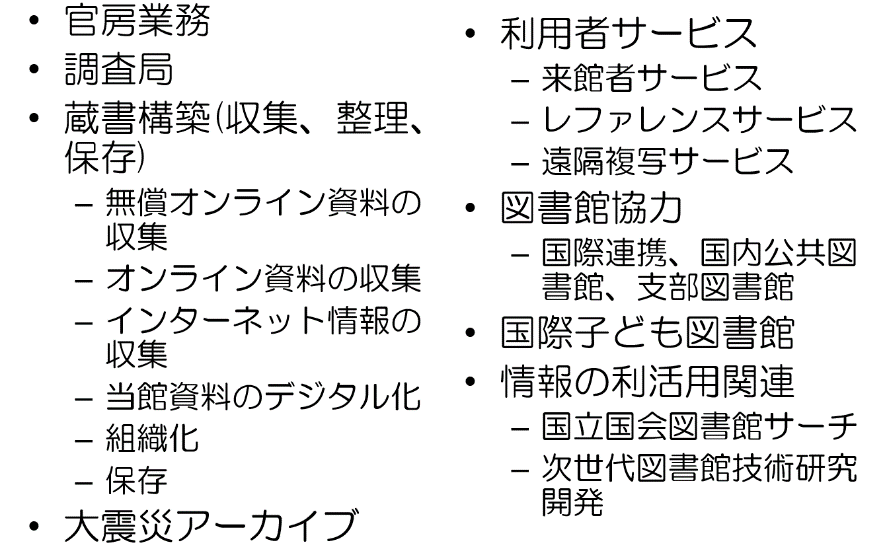 • 官房業務
• 調査局
• 蔵書構築(収集、整理、
保存)
– 無償オンライン資料の
収集
– オンライン資料の収集
– インターネット情報の
収集
– 当館資料のデジタル化
– 組織化
– 保存
• 大震災アーカイブ
• 利用者サービス
– 来館者サービス
– レファレンスサービス
– 遠隔複写サービス
• 図書館協力
– 国際連携、国内公共図
書館、支部図書館
• 国際子ども図書館
• 情報の利活用関連
– 国立国会図書館サーチ
– 次世代図書館技術研究
開発